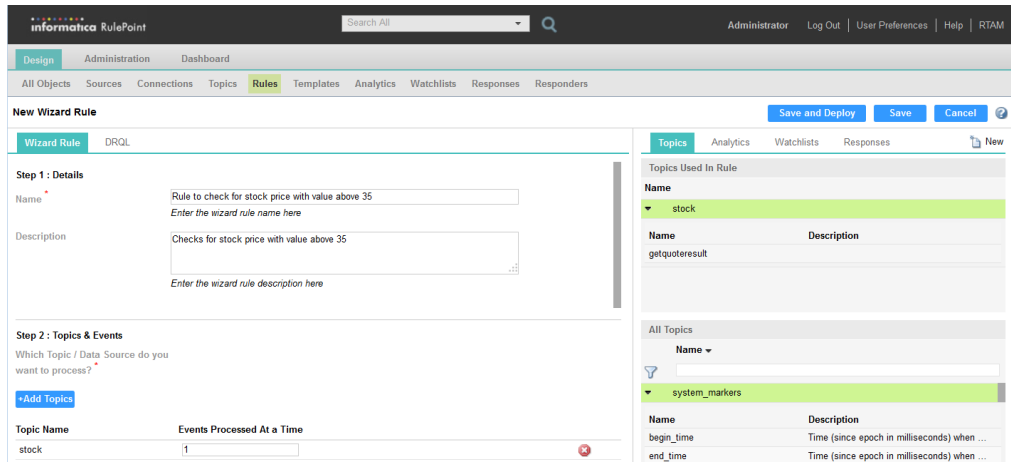 informatica RulePoint
Search All
Administrator Log Out | User Preferences | Help | RTAM
Design Administration Dashboard
All Objects Sources Connections Topics Rules Templates Analytics Watchlists Responses Responders
New Wizard Rule
Save and Deploy Save Cancel ?
Wizard Rule DRQL
Step 1 : Details
Name *
Rule to check for stock price with value above 35
Enter the wizard rule name here
Description
Checks for stock price with value above 35
Enter the wizard rule description here
Step 2 : Topics & Events
Which Topic / Data Source do you
want to process? *
+Add Topics
Topic Name Events Processed At a Time
stock 1
Topics Analytics Watchlists Responses New
Topics Used In Rule
Name
stock
Name Description
getquoteresult
All Topics
Name
system_markers
Name Description
begin_time Time (since epoch in milliseconds) when ...
end_time Time (since epoch in milliseconds) when ...